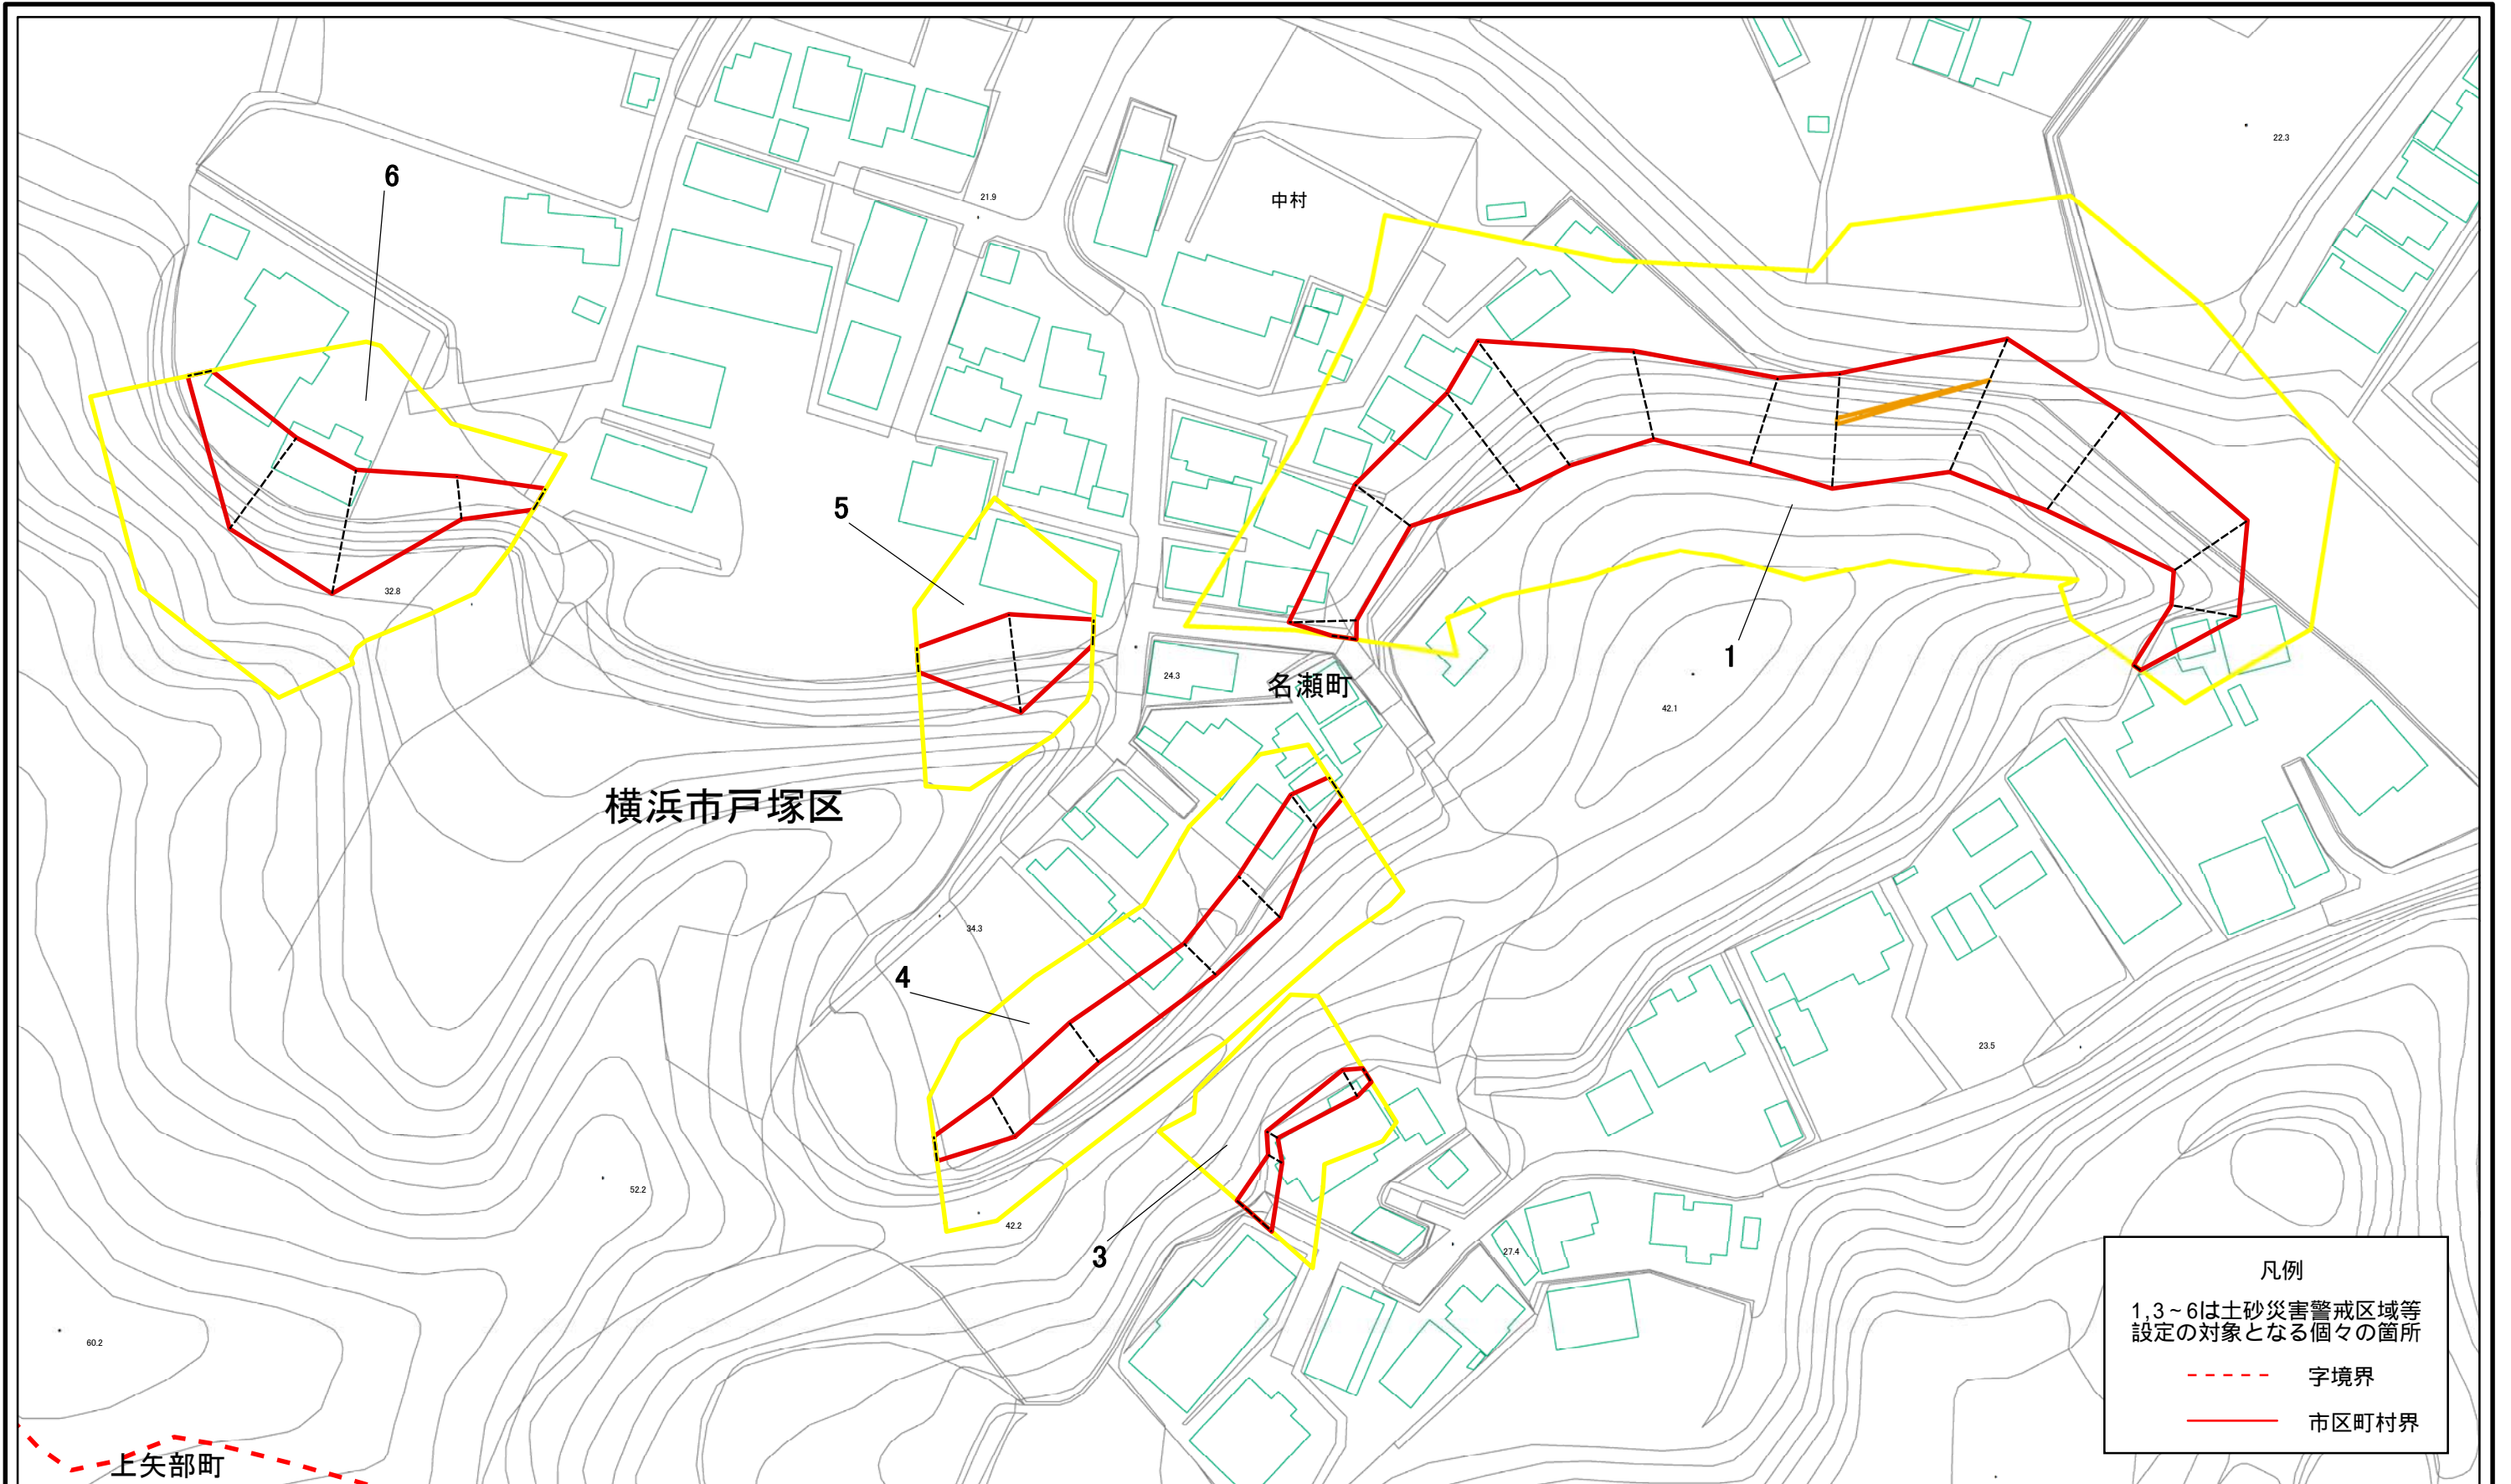 22.3
6
21.9
中村
5
32.8
1
24.3
名瀬町
42.1
横浜市戸塚区
34.3
4
23.5
52.2
42.2
3
27.4
60.2
上矢部町
凡例
1,3~6は土砂災害警戒区域等
設定の対象となる個々の箇所
字境界
市区町村界